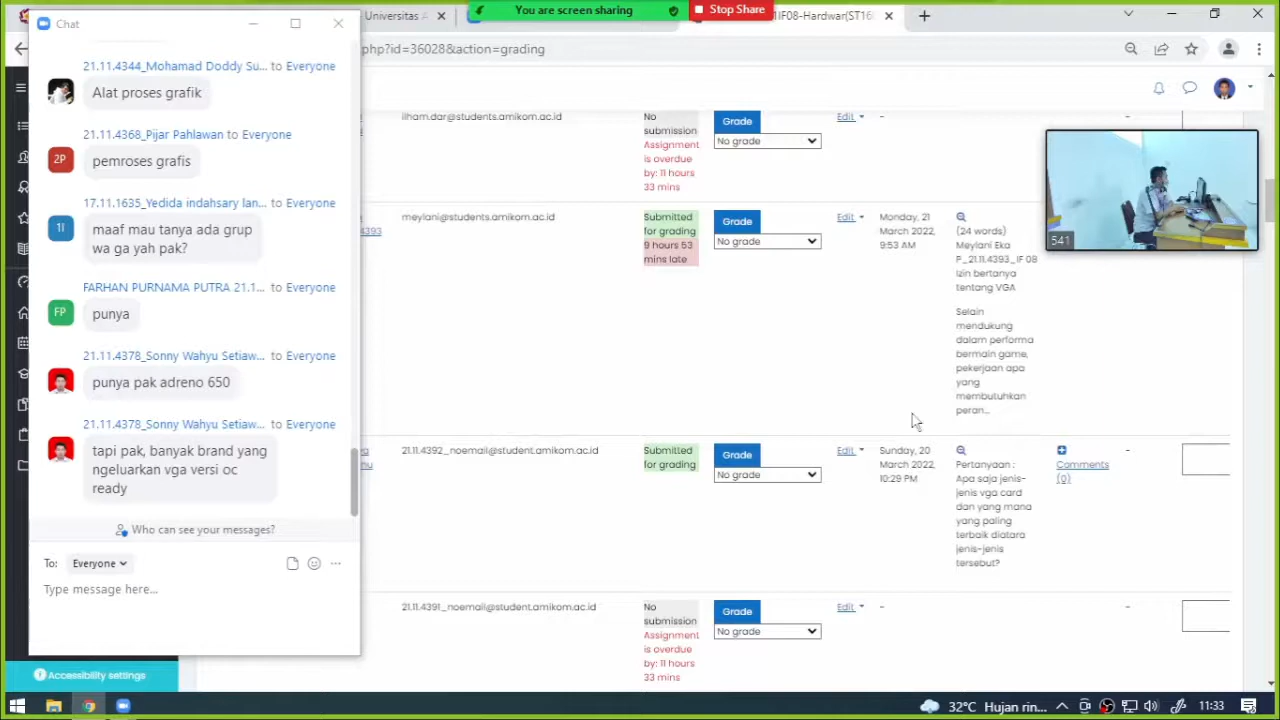 Chat
21.11.4344_Mohamad Doddy Su... to Everyone
Alat proses grafik
21.11.4368_Pijar Pahlawan to Everyone
2P
pemroses grafis
17.11.1635_Yedida indahsary lan... to Everyone
1I
maaf mau tanya ada grup
wa ga yah pak?
FARHAN PURNAMA PUTRA 21.1... to Everyone
FP
punya
21.11.4378_Sonny Wahyu Setiaw... to Everyone
punya pak adreno 650
21.11.4378_Sonny Wahyu Setiaw... to Everyone
tapi pak, banyak brand yang
ngeluarkan vga versi oc
ready
Who can see your messages?
To: Everyone
Type message here...
Accessibility settings
Universitas A
You are screen sharing
Stop Share
IF08-Hardwar(ST16
php?id=36028&action=grading
ilham.dar@students.amikom.ac.id
No
submission
Assignment
is overdue
by: 11 hours
33 mins
Grade
No grade
Edit
-
-
4393
meylani@students.amikom.ac.id
Submitted
for grading
9 hours 53
mins late
Grade
No grade
Edit
Monday, 21
March 2022,
9:53 AM
(24 words)
Meylani Eka
P_21.11.4393_IF 08
Izin bertanya
tentang VGA
Selain
mendukung
dalam performa
bermain game,
pekerjaan apa
yang
membutuhkan
peran...
541
21.11.4392_noemail@student.amikom.ac.id
Submitted
for grading
Grade
No grade
Edit
Sunday, 20
March 2022,
10:29 PM
Pertanyaan :
Apa saja jenis-
jenis vga card
dan yang mana
yang paling
terbaik diatara
jenis-jenis
tersebut?
Comments
(0)
-
21.11.4391_noemail@student.amikom.ac.id
No
submission
Assignment
is overdue
by: 11 hours
33 mins
Grade
No grade
Edit
-
-
32°C Hujan rin...
11:33